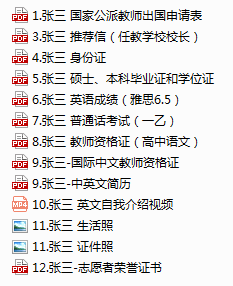 1.张三 国家公派教师出国申请表
3.张三 推荐信（任教学校校长）
4.张三 身份证
5.张三 硕士、本科毕业证和学位证
6.张三 英语成绩（雅思6.5）
7.张三 普通话考试（一乙）
8.张三 教师资格证（高中语文）
9.张三-国际中文教师资格证
9.张三-中英文简历
10.张三 英文自我介绍视频
11.张三 生活照
11.张三 证件照
12.张三-志愿者荣誉证书